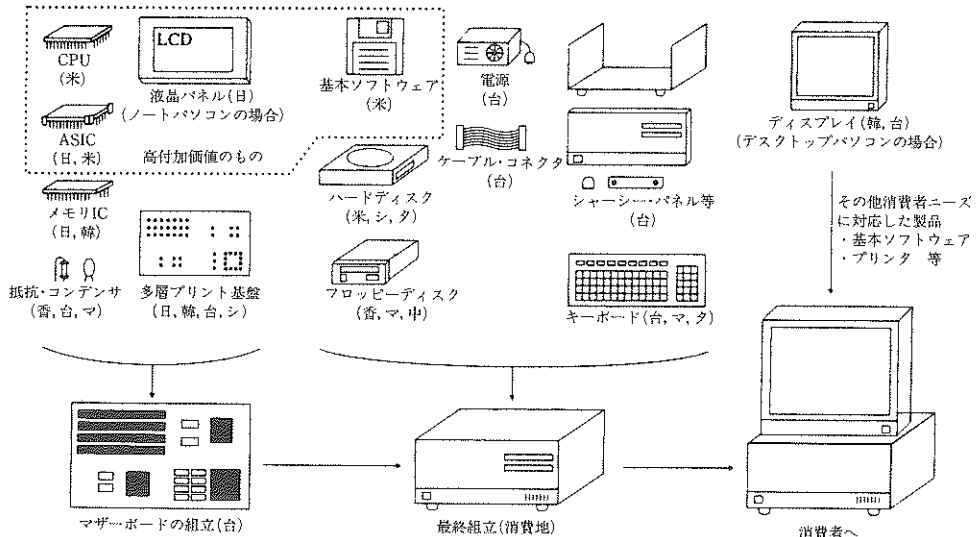 CPU
(米)
LCD
液晶パネル(日)
(ノートパソコンの場合)
ASIC
(日, 米)
高付加価値のもの
基本ソフトウェア
(米)
電源
(台)
ケーブル・コネクタ
(台)
シャーシー・パネル等
(台)
ディスプレイ(韓, 台)
(デスクトップパソコンの場合)
メモリIC
(日, 韓)
ハードディスク
(米, シ, タ)
その他消費者ニーズ
に対応した製品
・基本ソフトウェア
・プリンタ 等
抵抗・コンデンサ
(香, 台, マ)
多層プリント基盤
(日, 韓, 台, シ)
フロッピーディスク
(香, マ, 中)
キーボード(台, マ, タ)
マザーボードの組立(台)
最終組立(消費地)
消費者へ